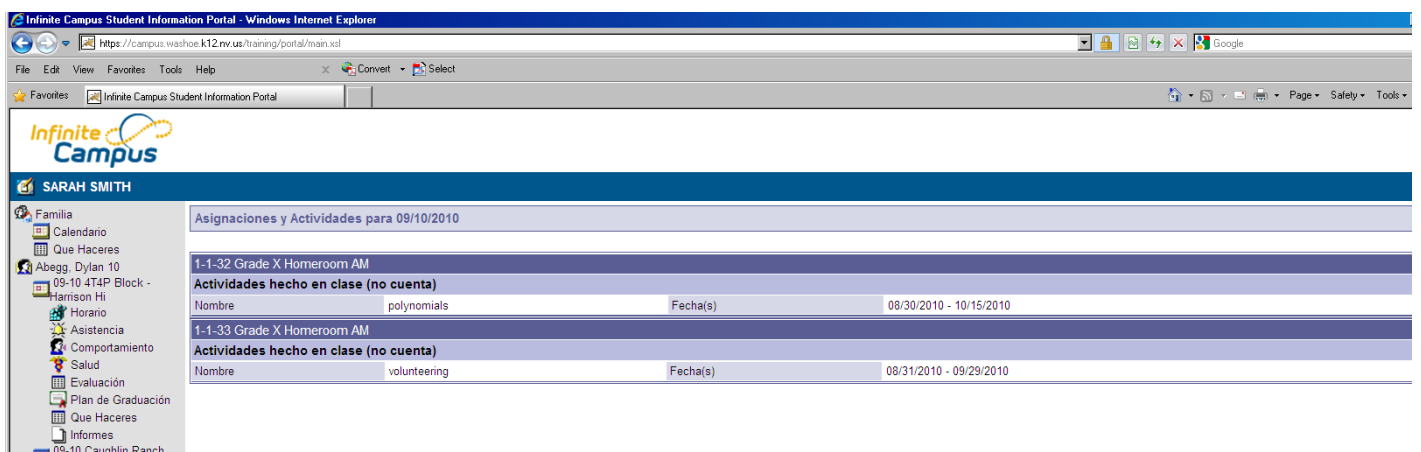 Infinite Campus Student Information Portal - Windows Internet Explorer
https://campus.washoe.k12.nv.us/training/portal/main.xsl
Google
File Edit View Favorites Tools Help
x Convert Select
Favorites Infinite Campus Student Information Portal
Page Safety Tools
Infinite
Campus
SARAH SMITH
Familia
Calendario
Que Haceres
Abegg, Dylan 10
09-10 4T4P Block -
Harrison Hi
Horario
Asistencia
Comportamiento
Salud
Evaluación
Plan de Graduación
Que Haceres
Informes
09-10 Caughlin Ranch
Asignaciones y Actividades para 09/10/2010
1-1-32 Grade X Homeroom AM
Actividades hecho en clase (no cuenta)
Nombre polynomials Fecha(s) 08/30/2010 - 10/15/2010
1-1-33 Grade X Homeroom AM
Actividades hecho en clase (no cuenta)
Nombre volunteering Fecha(s) 08/31/2010 - 09/29/2010